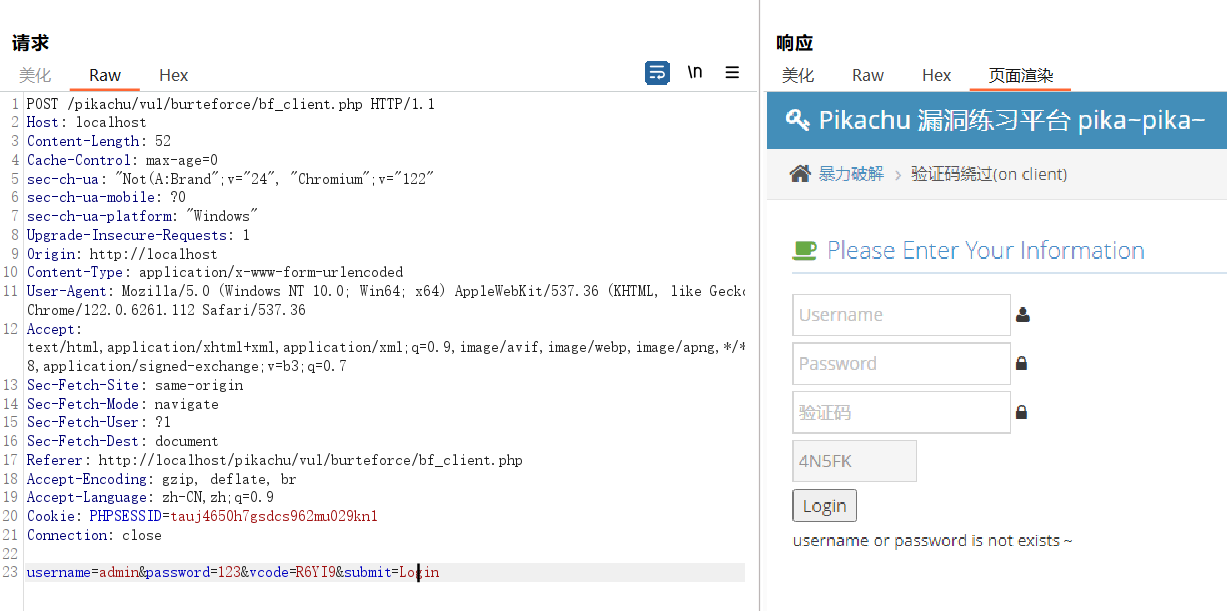 请求
美化 Raw Hex \n
1 POST /pikachu/vul/burteforce/bf_client.php HTTP/1.1
2 Host: localhost
3 Content-Length: 52
4 Cache-Control: max-age=0
5 sec-ch-ua: "Not(A:Brand";v="24", "Chromium";v="122"
6 sec-ch-ua-mobile: ?0
7 sec-ch-ua-platform: "Windows"
8 Upgrade-Insecure-Requests: 1
9 Origin: http://localhost
10 Content-Type: application/x-www-form-urlencoded
11 User-Agent: Mozilla/5.0 (Windows NT 10.0; Win64; x64) AppleWebKit/537.36 (KHTML, like Gecko
Chrome/122.0.6261.112 Safari/537.36
12 Accept:
text/html,application/xhtml+xml,application/xml;q=0.9,image/avif,image/webp,image/apng,*/*
8,application/signed-exchange;v=b3;q=0.7
13 Sec-Fetch-Site: same-origin
14 Sec-Fetch-Mode: navigate
15 Sec-Fetch-User: ?1
16 Sec-Fetch-Dest: document
17 Referer: http://localhost/pikachu/vul/burteforce/bf_client.php
18 Accept-Encoding: gzip, deflate, br
19 Accept-Language: zh-CN,zh;q=0.9
20 Cookie: PHPSESSID=tauj4650h7gsdcs962mu029knl
21 Connection: close
22
23 username=admin&password=123&vcode=R6YI9&submit=Login
响应
美化 Raw Hex 页面渲染
Pikachu 漏洞练习平台 pika~pika~
暴力破解 › 验证码绕过(on client)
Please Enter Your Information
Username
Password
验证码
4N5FK
Login
username or password is not exists ~